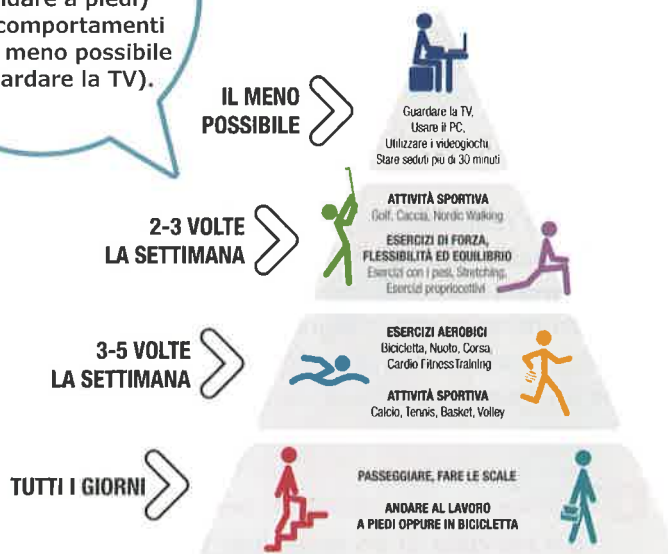 ndare a piedi)
comportamenti
meno possibile
ardare la TV).
IL MENO
POSSIBILE
Guardare la TV,
Usare il PC,
Utilizzare i videogiochi,
Stare seduti più di 30 minuti
2-3 VOLTE
LA SETTIMANA
ATTIVITÀ SPORTIVA
Golf, Caccia, Nordic Walking
ESERCIZI DI FORZA,
FLESSIBILITÀ ED EQUILIBRIO
Esercizi con i pesi, Stretching,
Esercizi propriocettivi
3-5 VOLTE
LA SETTIMANA
ESERCIZI AEROBICI
Bicicletta, Nuoto, Corsa,
Cardio Fitness Training
ATTIVITÀ SPORTIVA
Calcio, Tennis, Basket, Volley
TUTTI I GIORNI
PASSEGGIARE, FARE LE SCALE
ANDARE AL LAVORO
A PIEDI OPPURE IN BICICLETTA